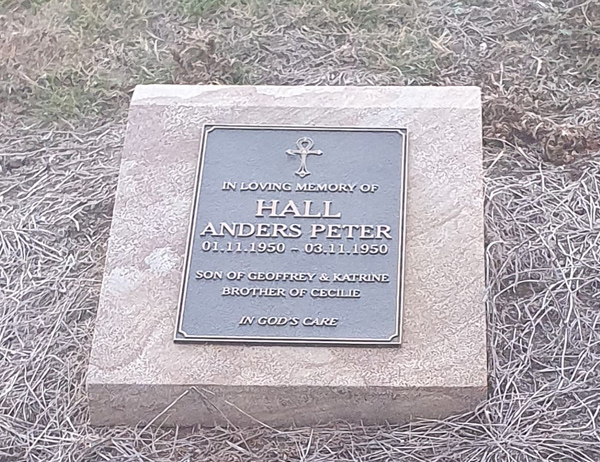 IN LOVING MEMORY OF
HALL
ANDERS PETER
01.11.1950 – 03.11.1950
SON OF GEOFFREY & KATRINE
BROTHER OF CECILIE
IN GOD'S CARE